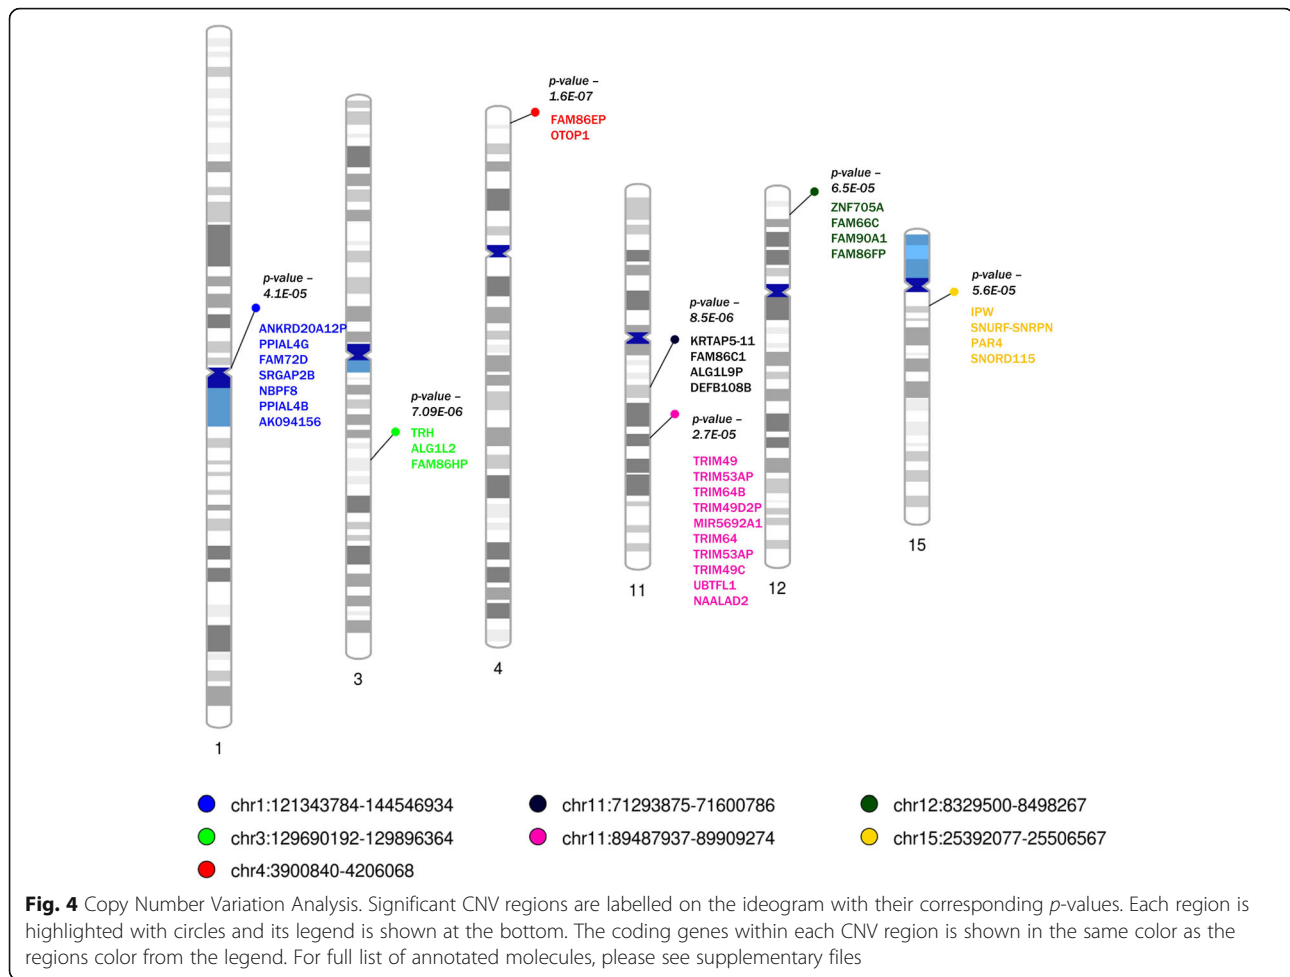 p-value –
1.6E-07
FAM86EP
OTOP1
p-value –
6.5E-05
ZNF705A
FAM66C
FAM90A1
FAM86FP
p-value –
4.1E-05
ANKRD20A12P
PPIAL4G
FAM72D
SRGAP2B
NBPF8
PPIAL4B
AK094156
p-value –
8.5E-06
KRTAP5-11
FAM86C1
ALG1L9P
DEFB108B
p-value –
5.6E-05
IPW
SNURF-SNRPN
PAR4
SNORD115
p-value –
7.09E-06
TRH
ALG1L2
FAM86HP
p-value –
2.7E-05
TRIM49
TRIM53AP
TRIM64B
TRIM49D2P
MIR5692A1
TRIM64
TRIM53AP
TRIM49C
UBTFL1
NAALAD2
1
3
4
11
12
15
chr1:121343784-144546934
chr11:71293875-71600786
chr12:8329500-8498267
chr3:129690192-129896364
chr11:89487937-89909274
chr15:25392077-25506567
chr4:3900840-4206068
Fig. 4 Copy Number Variation Analysis. Significant CNV regions are labelled on the ideogram with their corresponding p-values. Each region is
highlighted with circles and its legend is shown at the bottom. The coding genes within each CNV region is shown in the same color as the
regions color from the legend. For full list of annotated molecules, please see supplementary files